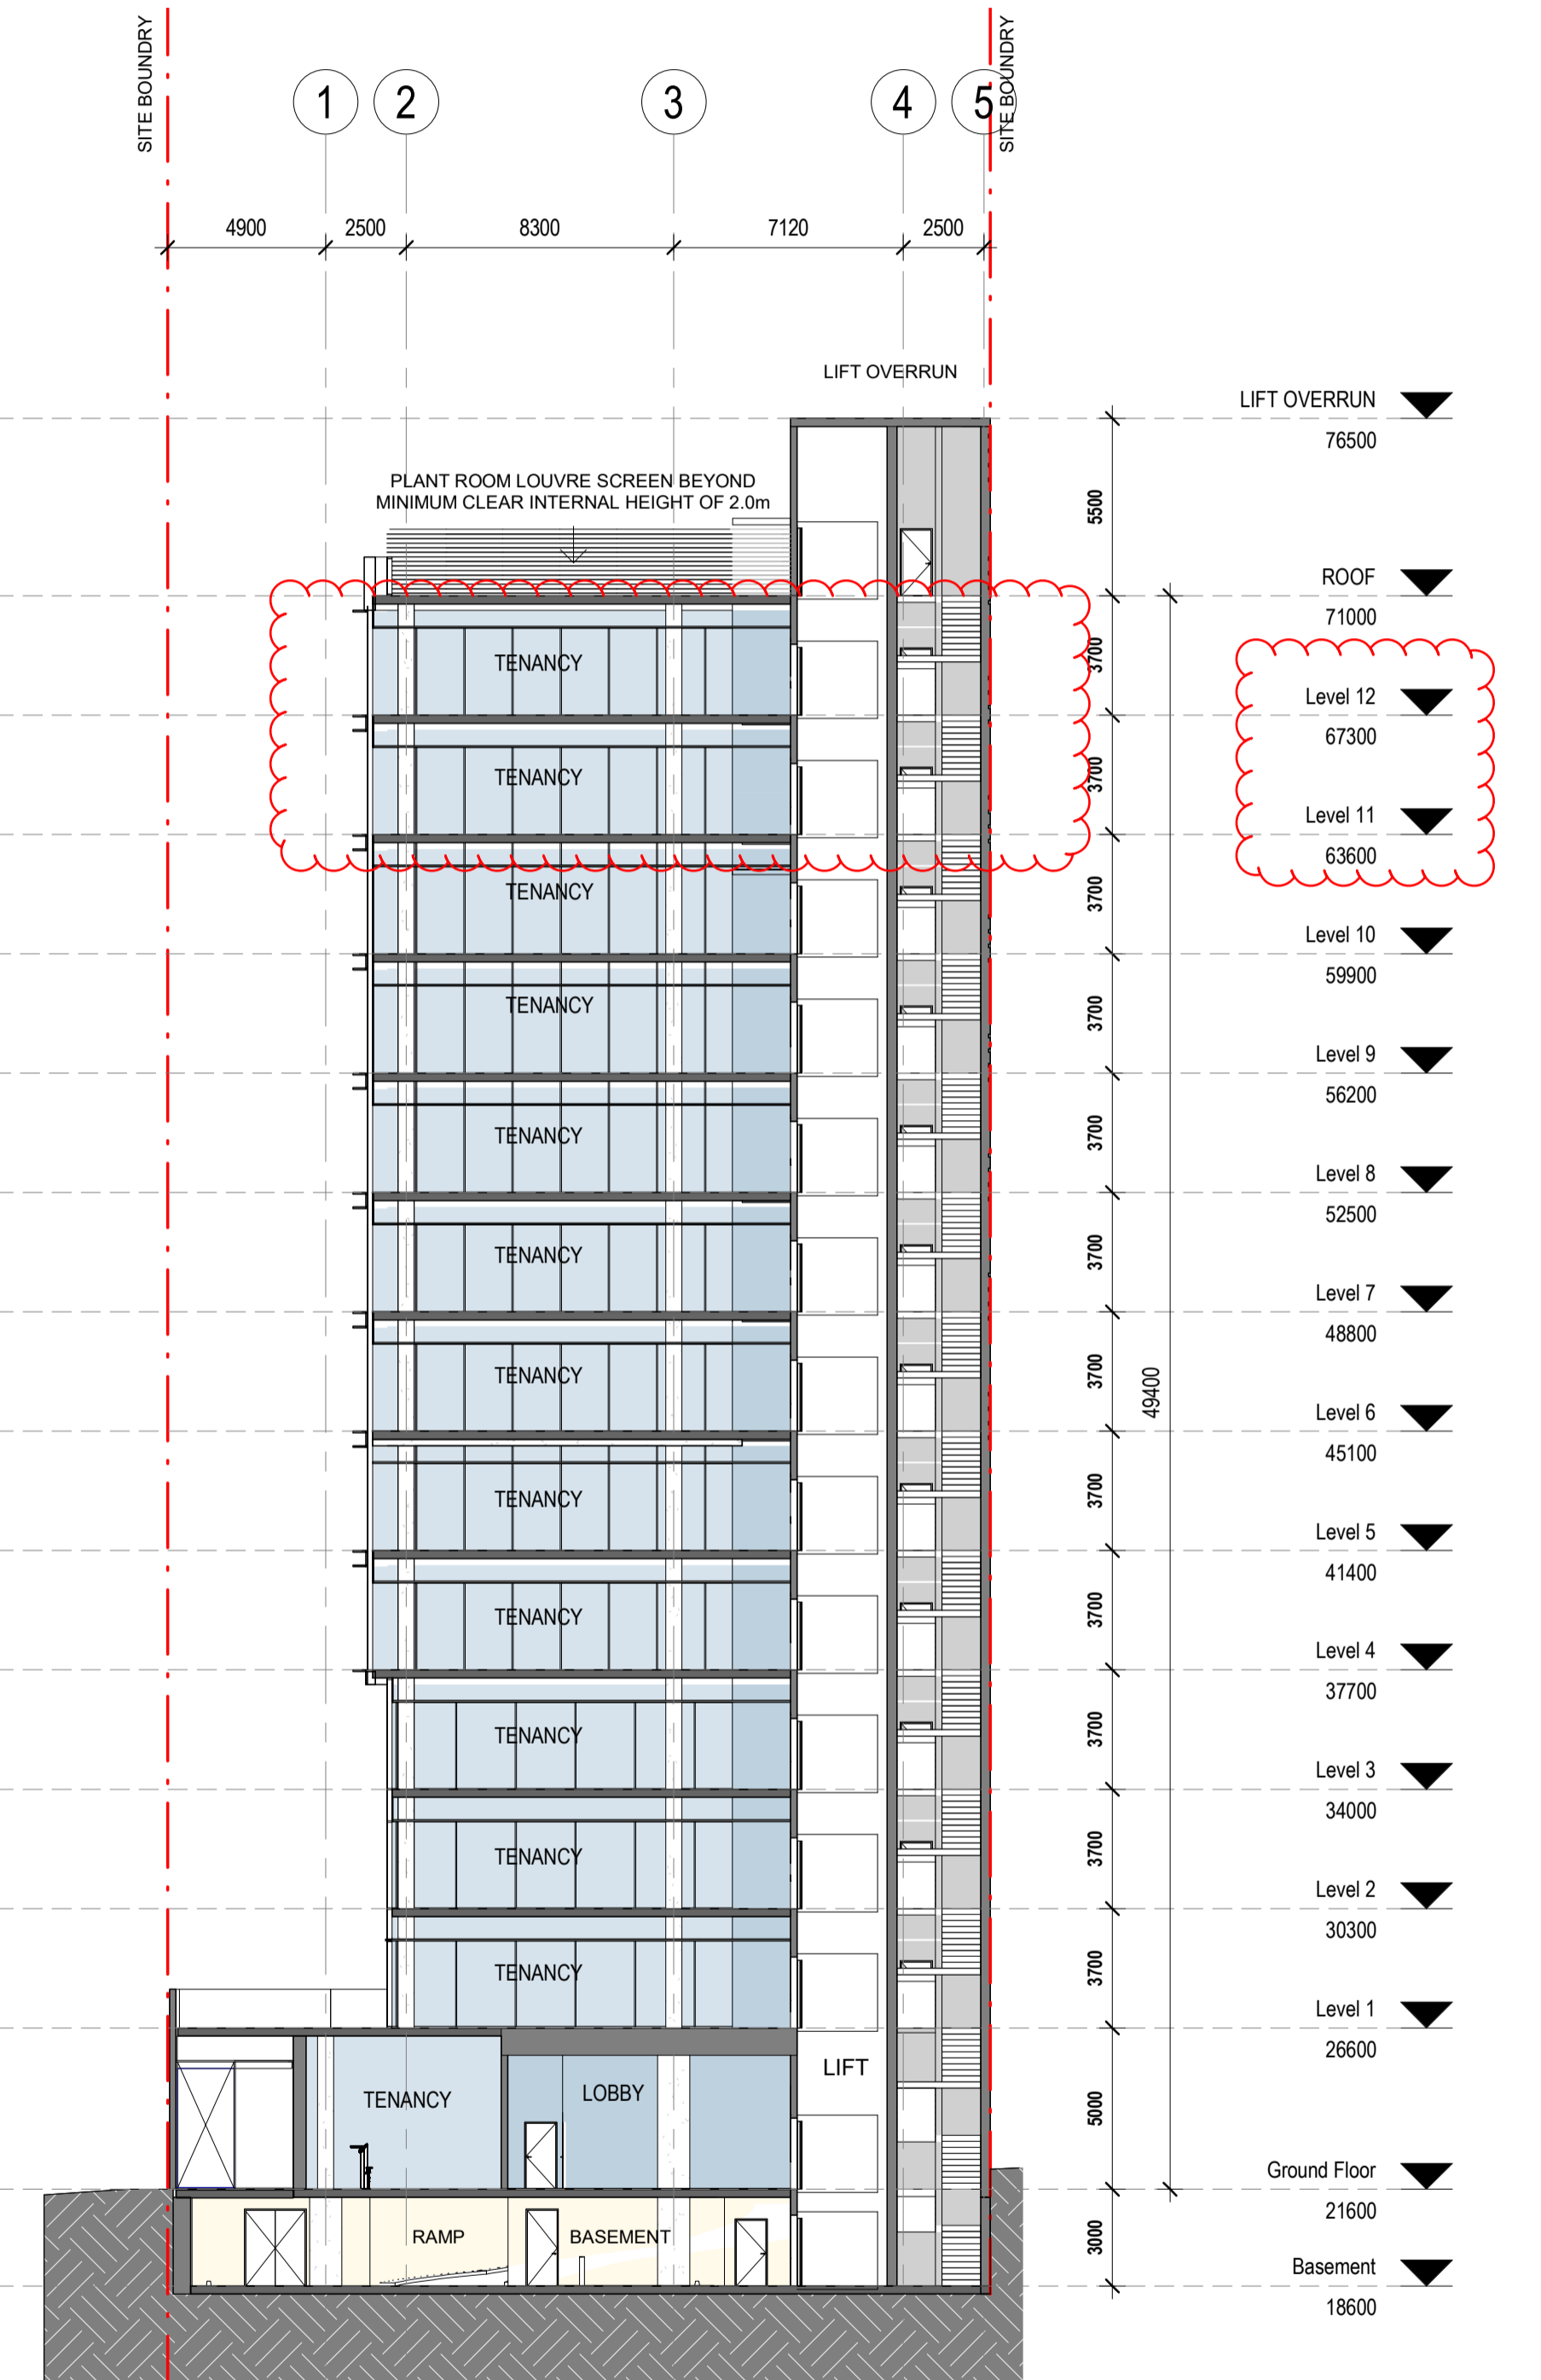 SITE BOUNDRY
SITE BOUNDRY
1
2
3
4
5
4900
2500
8300
7120
2500
LIFT OVERRUN
LIFT OVERRUN
76500
PLANT ROOM LOUVRE SCREEN BEYOND
MINIMUM CLEAR INTERNAL HEIGHT OF 2.0m
5500
ROOF
71000
TENANCY
3700
Level 12
67300
TENANCY
3700
Level 11
63600
TENANCY
3700
Level 10
59900
TENANCY
3700
Level 9
56200
TENANCY
3700
Level 8
52500
TENANCY
3700
Level 7
48800
TENANCY
3700
49400
Level 6
45100
TENANCY
3700
Level 5
41400
TENANCY
3700
Level 4
37700
TENANCY
3700
Level 3
34000
TENANCY
3700
Level 2
30300
TENANCY
3700
Level 1
26600
LIFT
TENANCY
LOBBY
5000
Ground Floor
21600
RAMP
BASEMENT
3000
Basement
18600